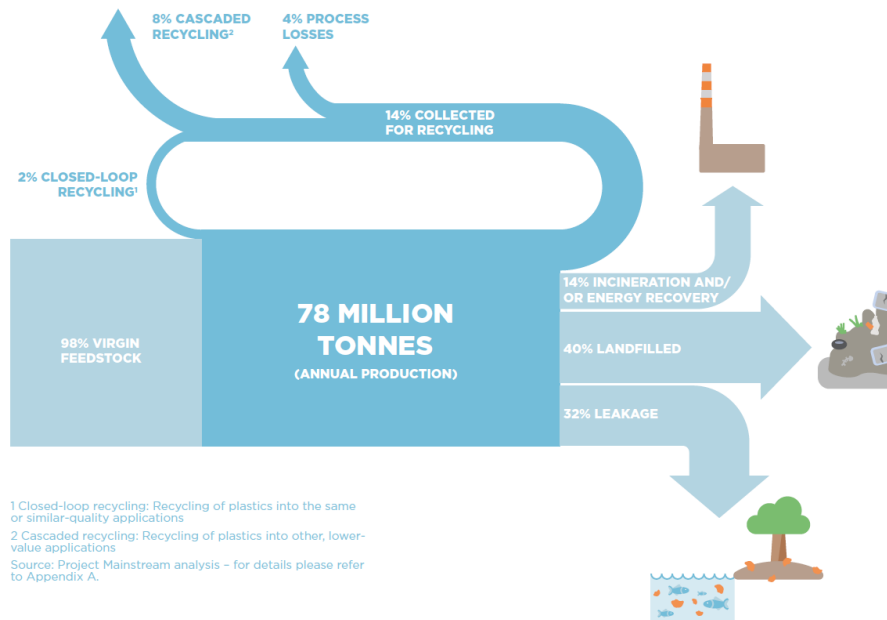 8% CASCADED
RECYCLING²
4% PROCESS
LOSSES
14% COLLECTED
FOR RECYCLING
2% CLOSED-LOOP
RECYCLING¹
98% VIRGIN
FEEDSTOCK
78 MILLION
TONNES
(ANNUAL PRODUCTION)
14% INCINERATION AND/
OR ENERGY RECOVERY
40% LANDFILLED
32% LEAKAGE
1 Closed-loop recycling: Recycling of plastics into the same
or similar-quality applications
2 Cascaded recycling: Recycling of plastics into other, lower-
value applications
Source: Project Mainstream analysis – for details please refer
to Appendix A.